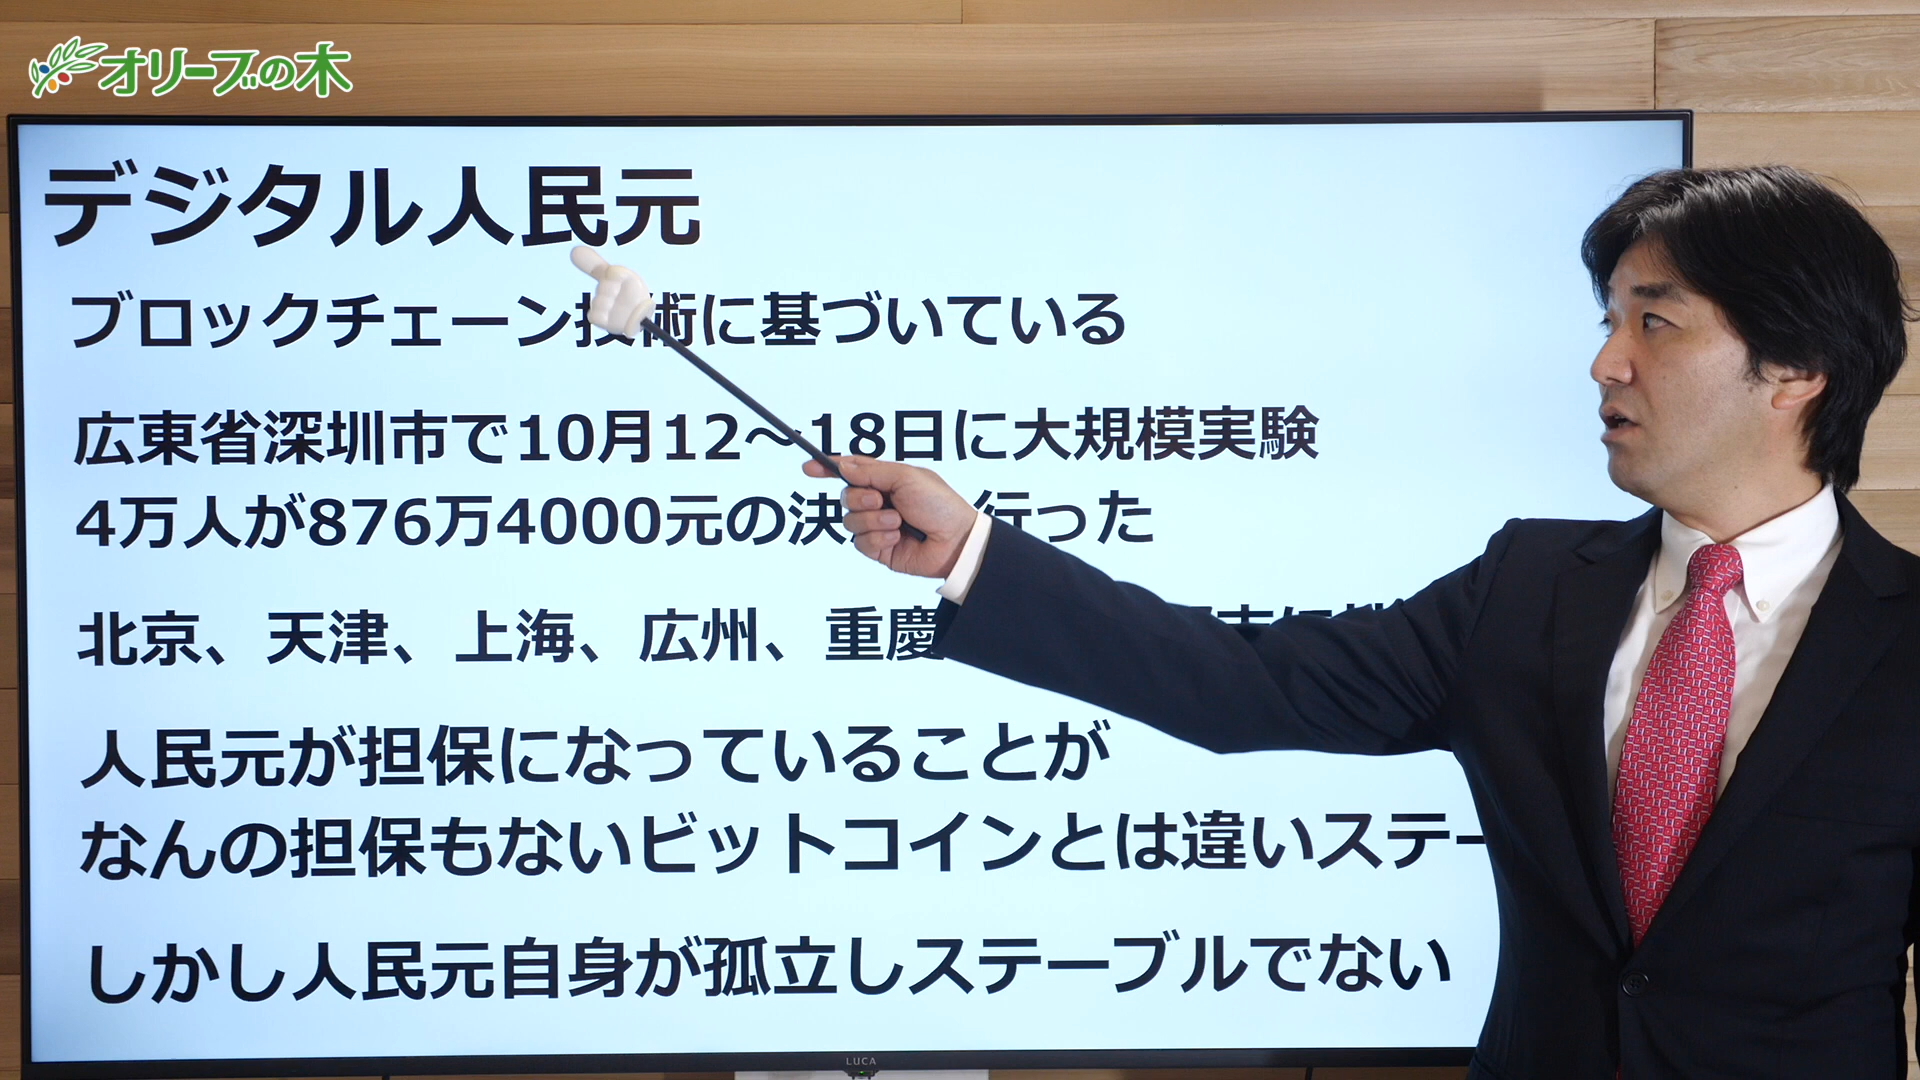 オリーブの木
デジタル人民元
ブロックチェーン技術に基づいている
広東省深圳市で10月12～18日に大規模実験
4万人が876万4000元の決 行った
北京、天津、上海、広州、重慶
人民元が担保になっていることが
なんの担保もないビットコインとは違いステー
しかし人民元自身が孤立しステーブルでない
LUCA